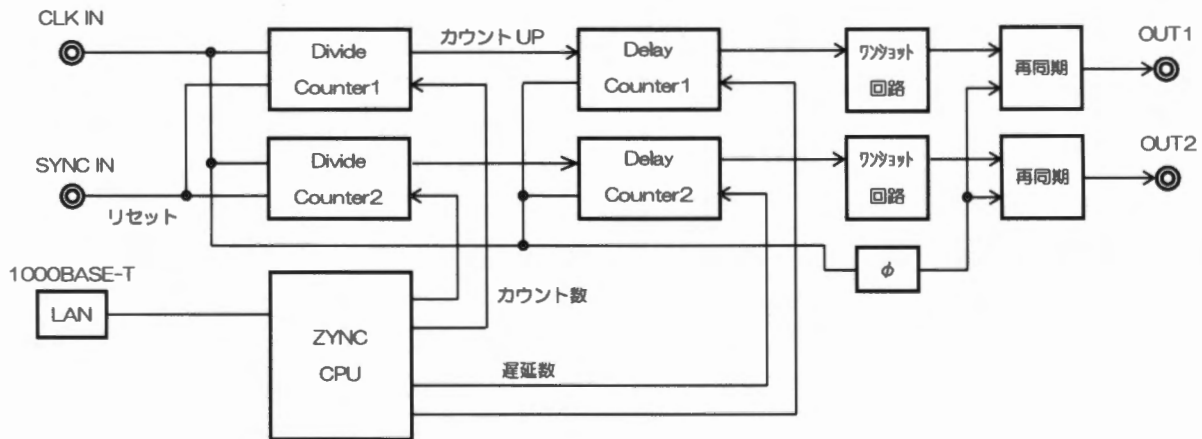 CLK IN
Divide
Counter1
カウント UP
Delay
Counter1
ワンショット
回路
再同期
OUT1
SYNC IN
リセット
Divide
Counter2
Delay
Counter2
ワンショット
回路
再同期
OUT2
φ
1000BASE-T
LAN
ZYNC
CPU
カウント数
遅延数